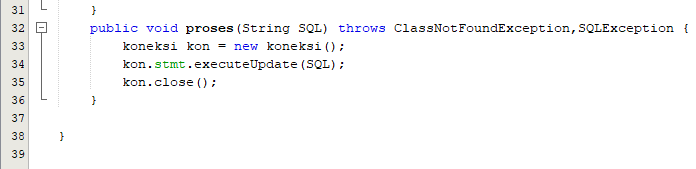 31 }
32 public void proses(String SQL) throws ClassNotFoundException,SQLException {
33 koneksi kon = new koneksi();
34 kon.stmt.executeUpdate(SQL);
35 kon.close();
36 }
37
38 }
39